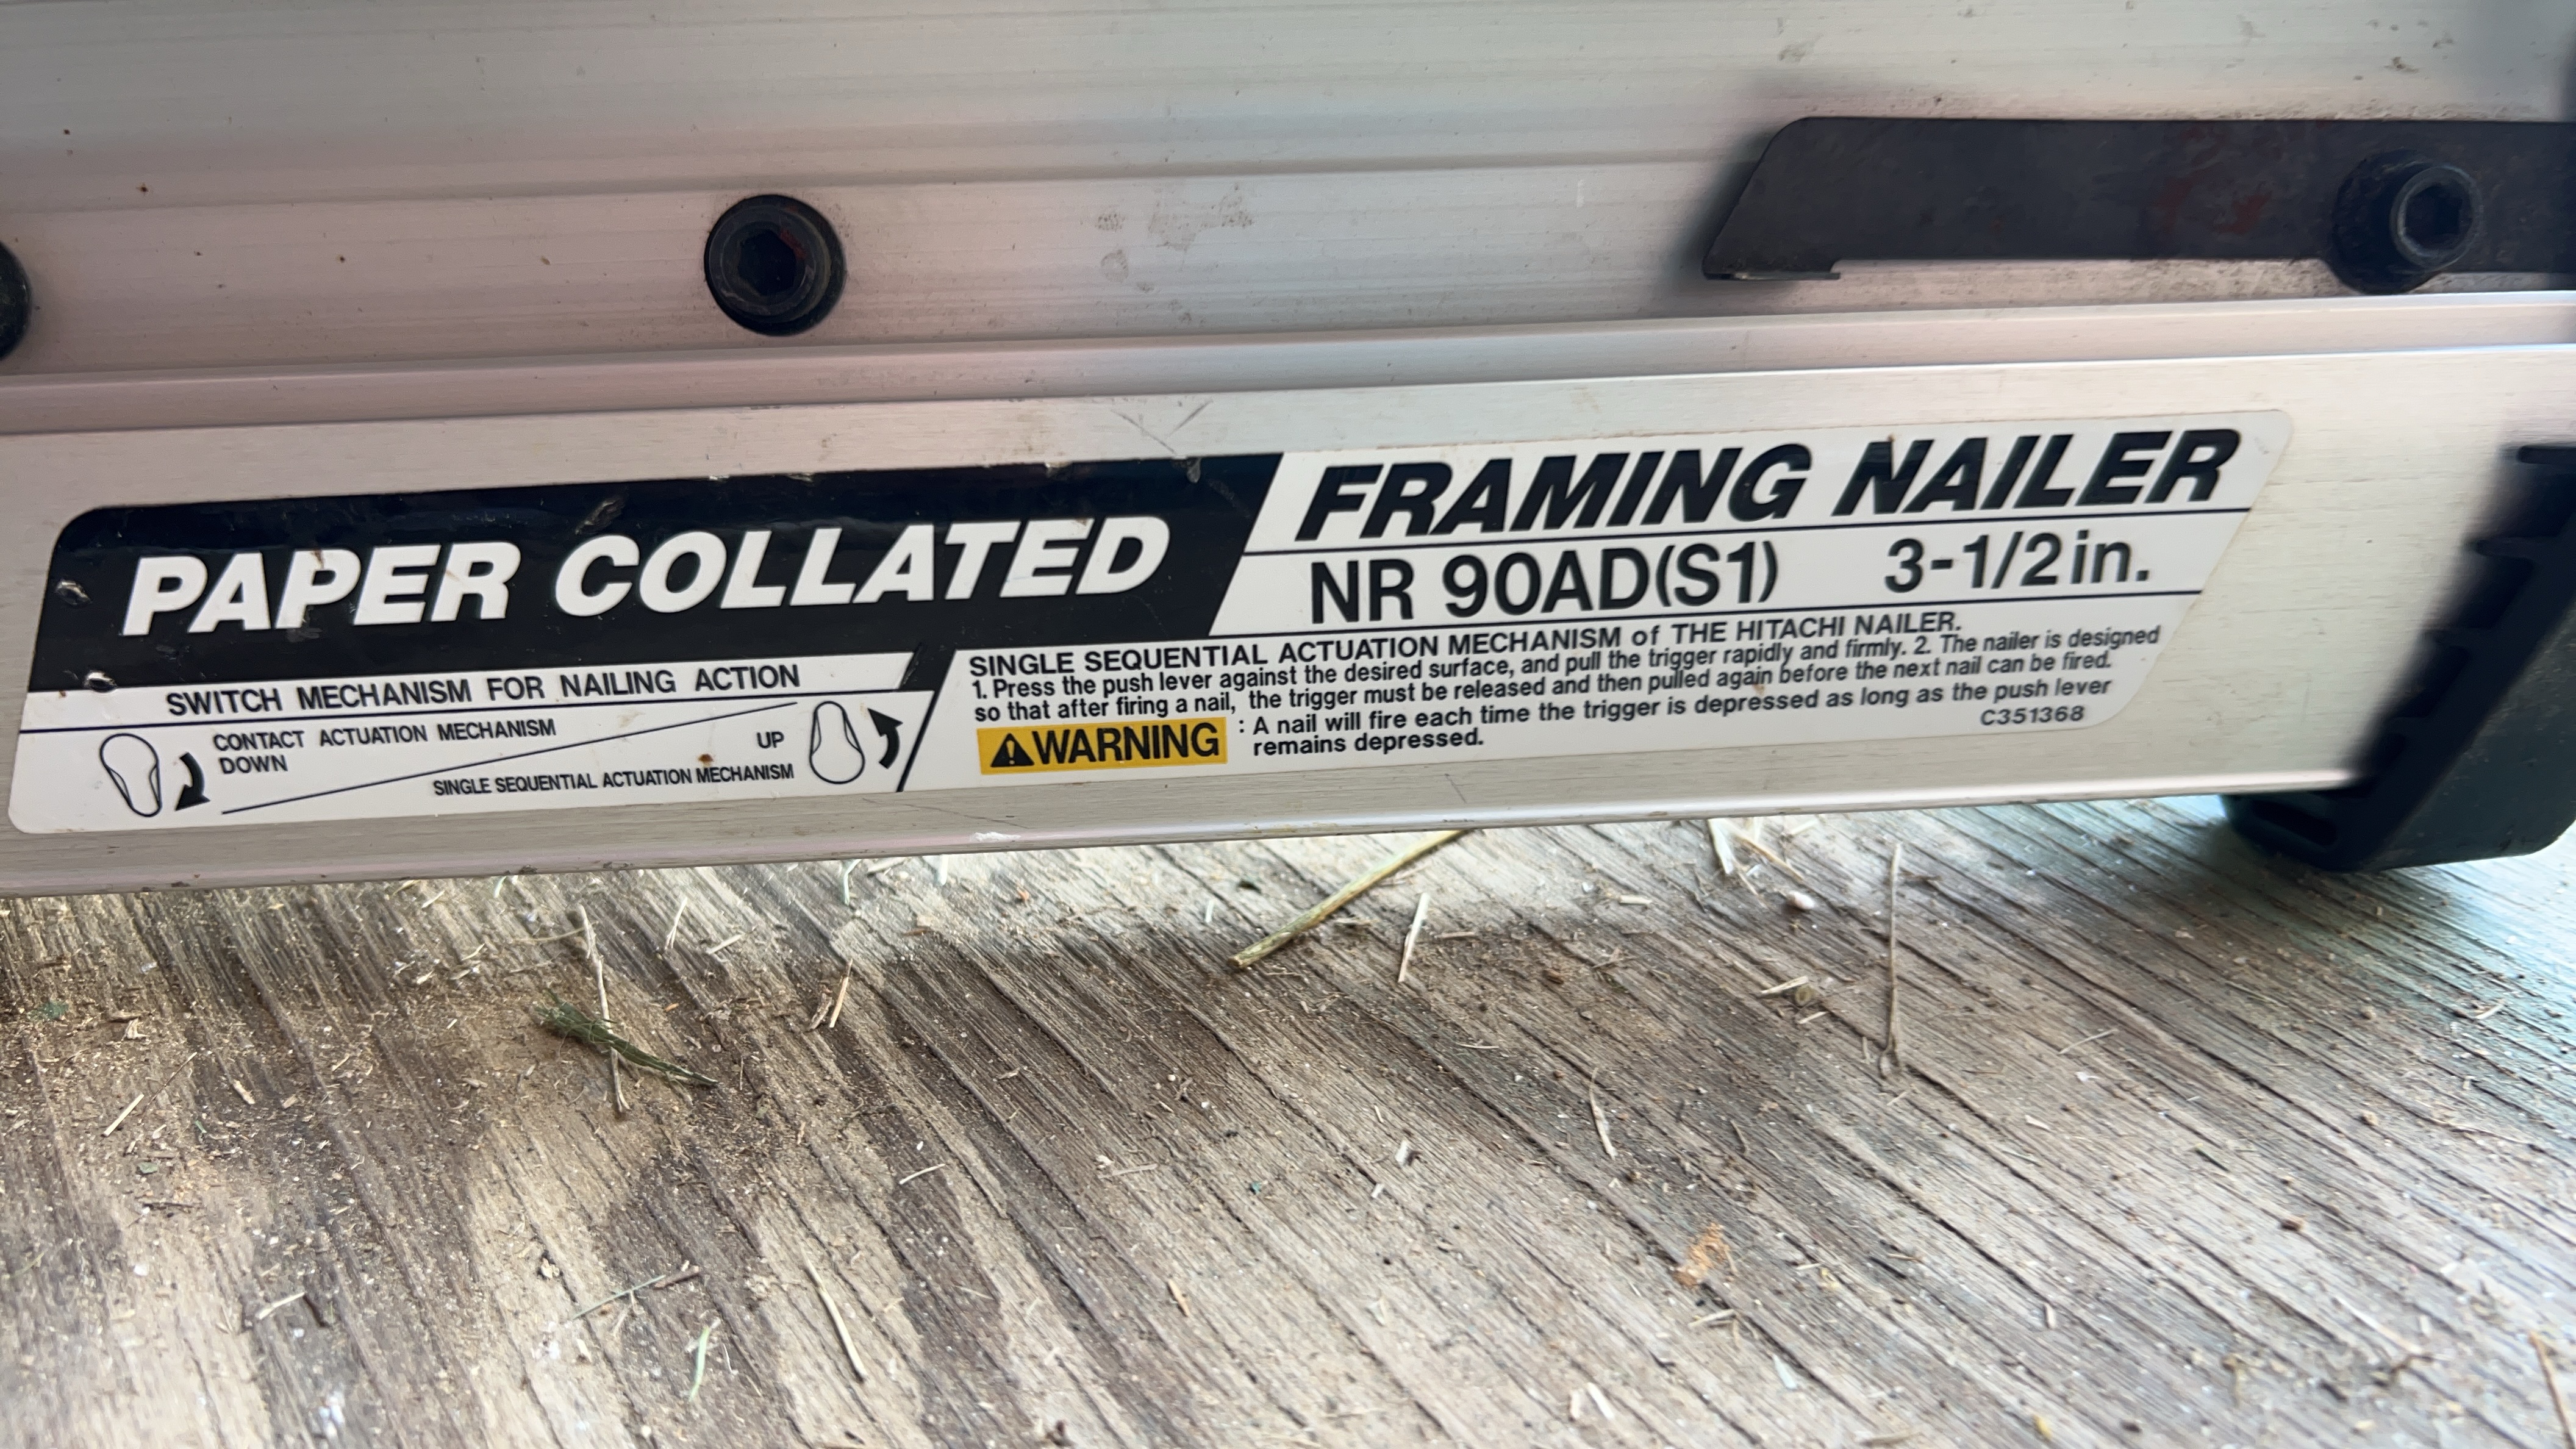 PAPER COLLATED
FRAMING NAILER
NR 90AD(S1) 3-1/2in.
SWITCH MECHANISM FOR NAILING ACTION
CONTACT ACTUATION MECHANISM
DOWN
UP
SINGLE SEQUENTIAL ACTUATION MECHANISM
SINGLE SEQUENTIAL ACTUATION MECHANISM of THE HITACHI NAILER.
1. Press the push lever against the desired surface, and pull the trigger rapidly and firmly. 2. The nailer is designed
so that after firing a nail, the trigger must be released and then pulled again before the next nail can be fired.
WARNING : A nail will fire each time the trigger is depressed as long as the push lever
remains depressed.
C351368